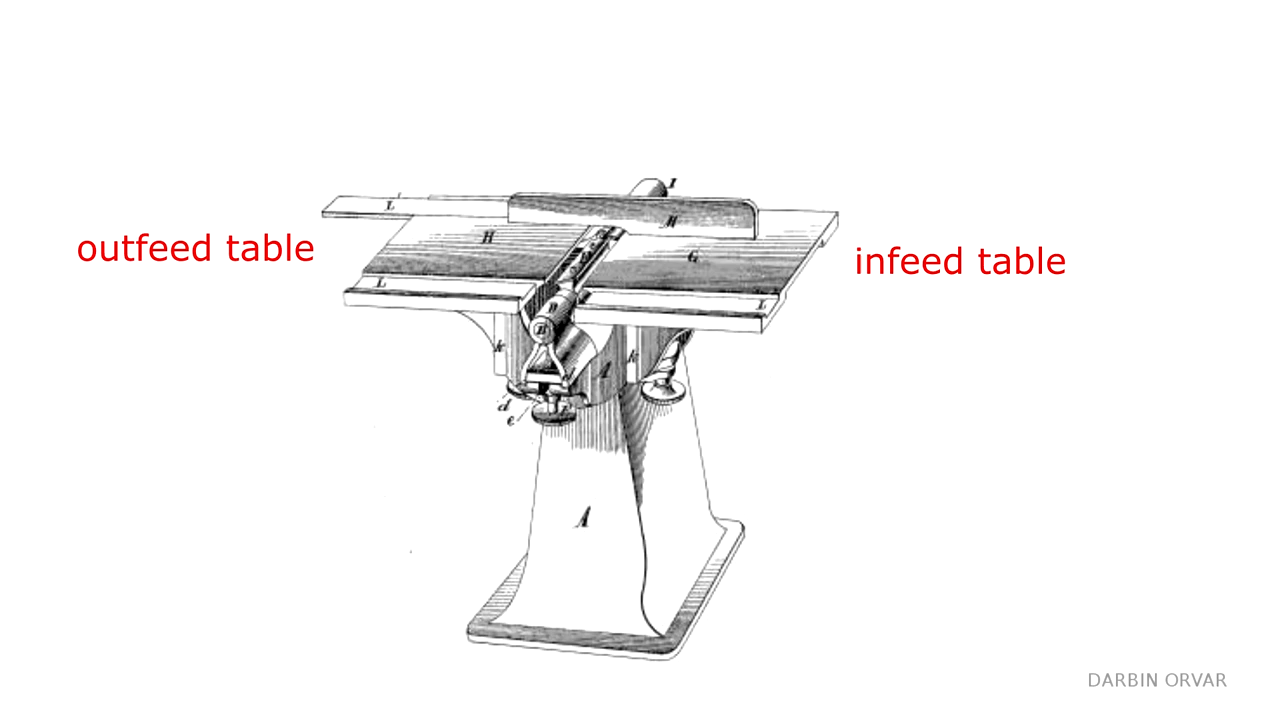 I
L'
M
H
outfeed table
G
infeed table
L
L
D
B
k
k
A
d
e
A
DARBIN ORVAR